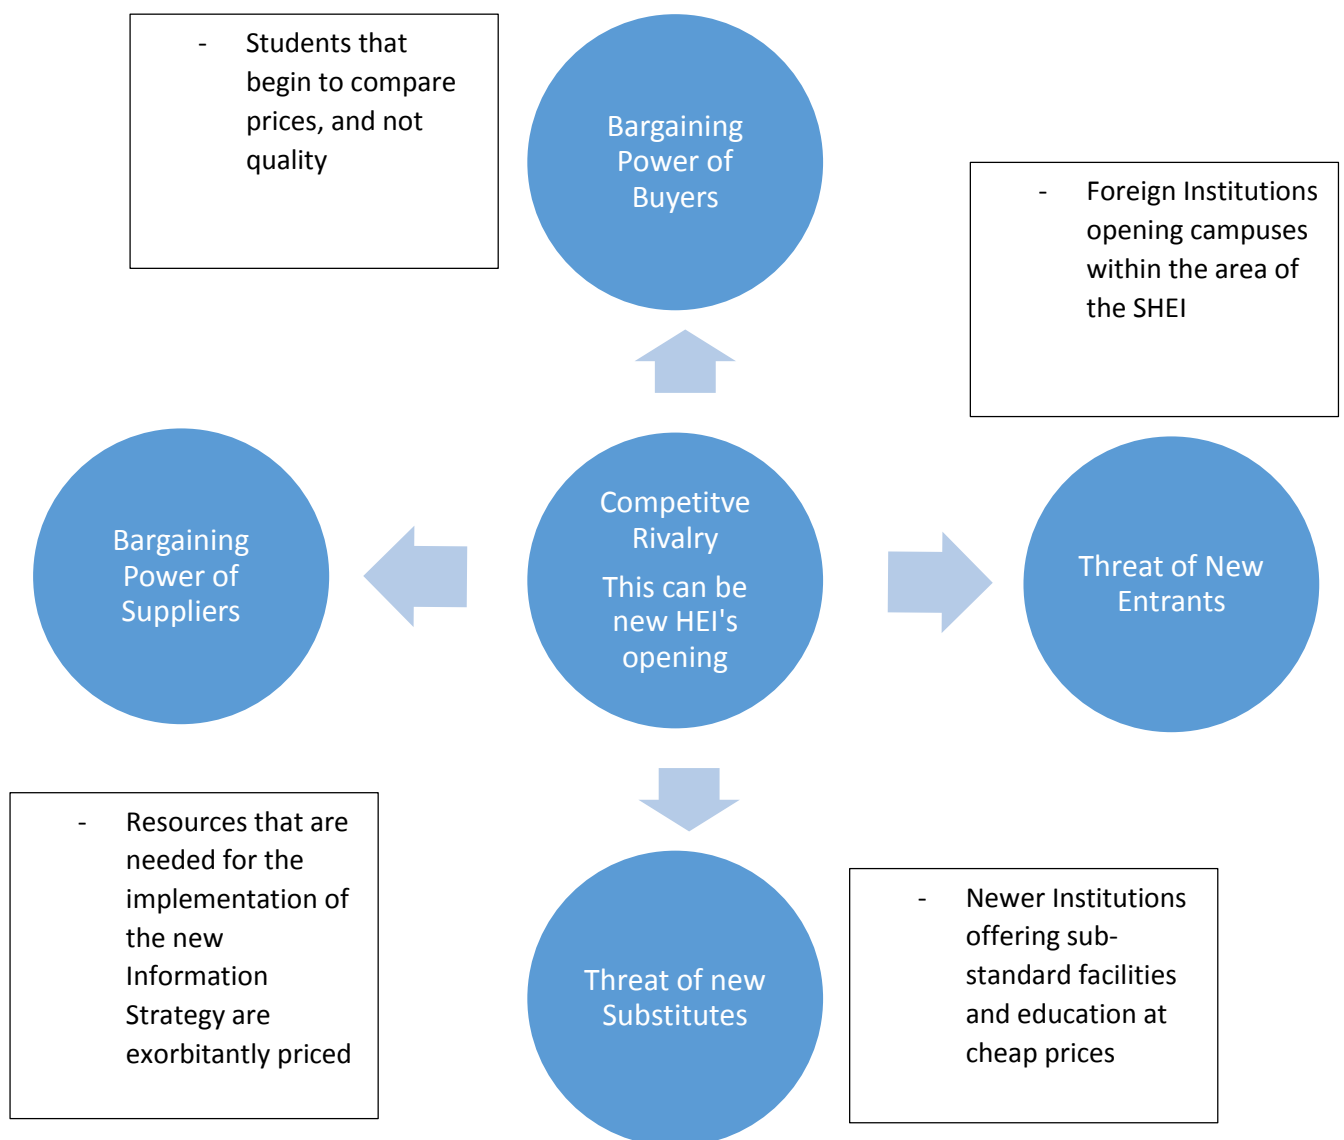 - Students that
begin to compare
prices, and not
quality
Bargaining
Power of
Buyers
- Foreign Institutions
opening campuses
within the area of
the SHEI
Bargaining
Power of
Suppliers
Competitve
Rivalry
This can be
new HEI's
opening
Threat of New
Entrants
- Resources that are
needed for the
implementation of
the new
Information
Strategy are
exorbitantly priced
Threat of new
Substitutes
- Newer Institutions
offering sub-
standard facilities
and education at
cheap prices